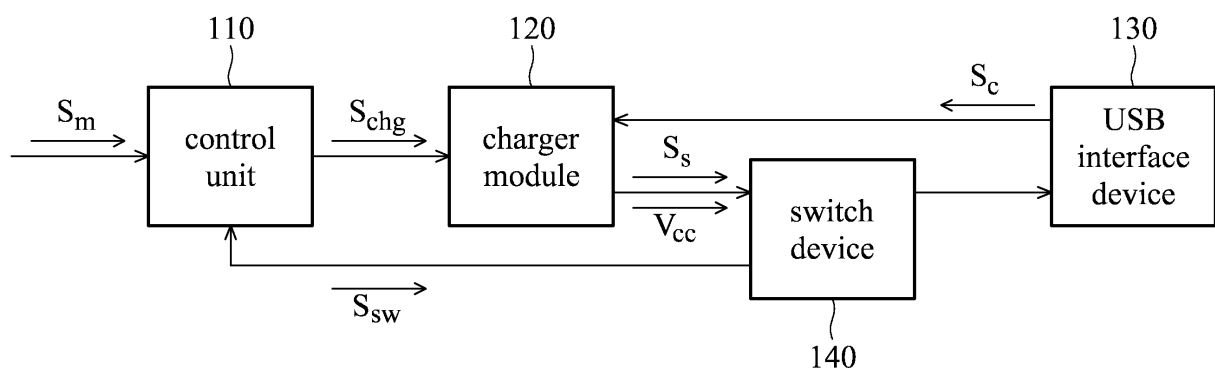 110
120
130
S_m
control
unit
S_chg
charger
module
S_c
USB
interface
device
S_s
V_cc
switch
device
S_sw
140